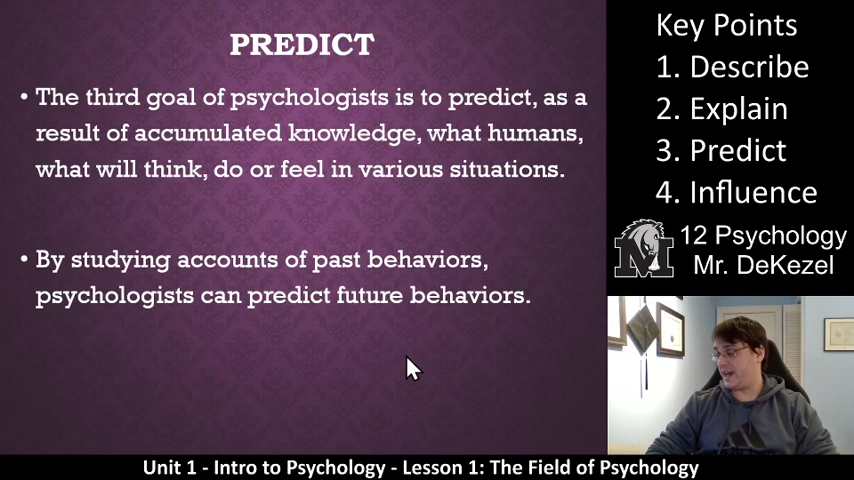 PREDICT
• The third goal of psychologists is to predict, as a
result of accumulated knowledge, what humans,
what will think, do or feel in various situations.
• By studying accounts of past behaviors,
psychologists can predict future behaviors.
Key Points
1. Describe
2. Explain
3. Predict
4. Influence
M
12 Psychology
Mr. DeKezel
Unit 1 - Intro to Psychology - Lesson 1: The Field of Psychology